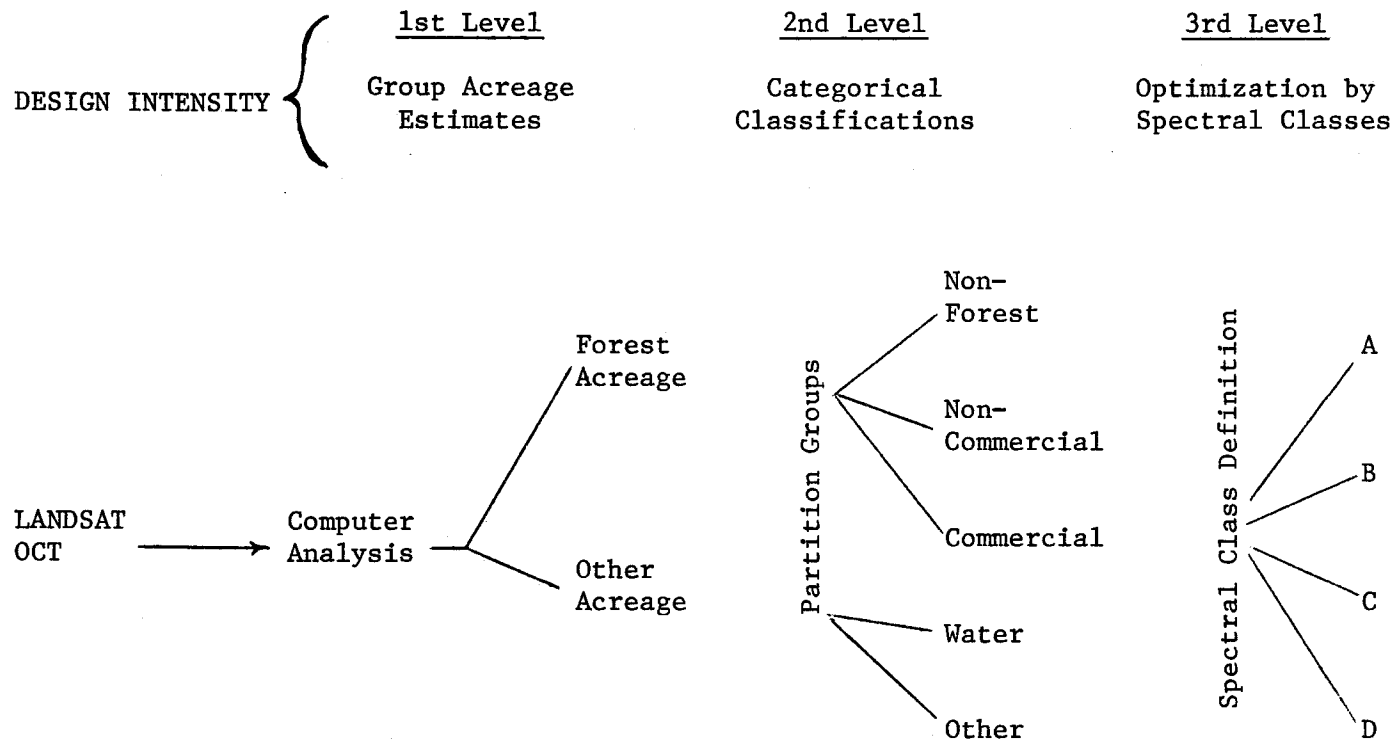 1st Level
2nd Level
3rd Level
DESIGN INTENSITY
Group Acreage
Estimates
Categorical
Classifications
Optimization by
Spectral Classes
LANDSAT
OCT
Computer
Analysis
Forest
Acreage
Other
Acreage
Partition Groups
Non-
Forest
Non-
Commercial
Commercial
Water
Other
Spectral Class Definition
A
B
C
D